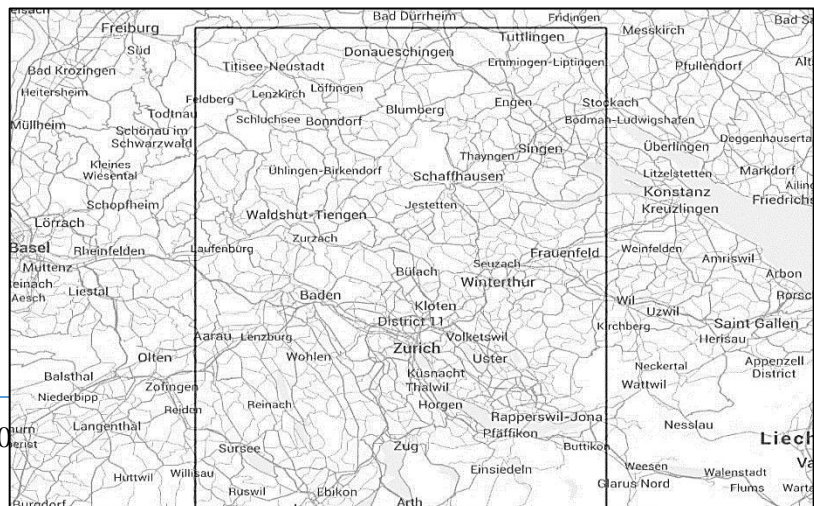 Bad Dürrheim
Fridingen
Freiburg
Tuttlingen
Messkirch
Süd
Donaueschingen
Emmingen-Liptingen
Pfullendorf
Bad Krozingen
Titisee-Neustadt
Heitersheim
Feldberg
Lenzkirch
Löffingen
Engen
Stockach
Müllheim
Todtnau
Schluchsee
Bonndorf
Blumberg
Bodman-Ludwigshafen
Schönau im
Schwarzwald
Singen
Überlingen
Deggenhauserta
Kleines
Wiesental
Thayngen
Ühlingen-Birkendorf
Schaffhausen
Litzelstetten
Markdorf
Schopfheim
Konstanz
Kreuzlingen
Friedrichs
Jestetten
Waldshut-Tiengen
Lörrach
Basel
Rheinfelden
Laufenburg
Zurzach
Frauenfeld
Weinfelden
Muttenz
Amriswil
Bülach
Seuzach
Winterthur
Arbon
Aesch
Liestal
Baden
Kloten
Wil
Uzwil
District 11
Kirchberg
Saint Gallen
Aarau
Lenzburg
Volketswil
Herisau
Zurich
Olten
Wohlen
Uster
Neckertal
Appenzell
District
Balsthal
Küsnacht
Zofingen
Thalwil
Wattwil
Niederbipp
Reiden
Reinach
Horgen
Rapperswil-Jona
Nesslau
Langenthal
Pfäffikon
Liech
Sursee
Zug
Buttikon
Einsiedeln
Weesen
Walenstadt
Huttwil
Willisau
Glarus Nord
Flums
Ruswil
Ebikon
Arth